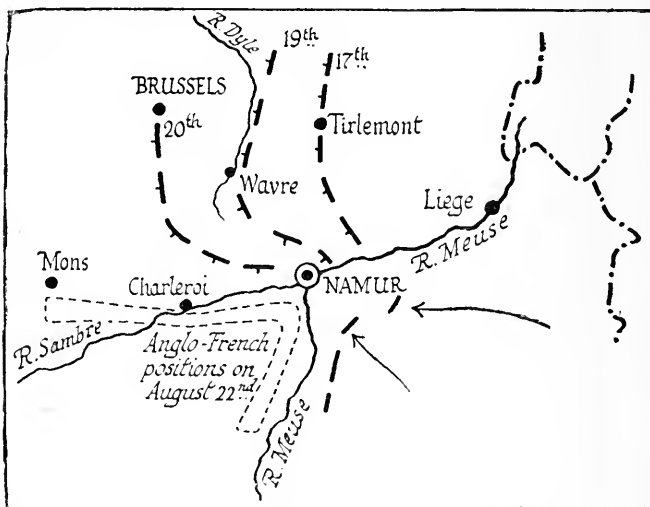 R. Dyle
19th
17th
BRUSSELS
20th
Tirlemont
Wavre
Liege
R. Meuse
Mons
Charleroi
NAMUR
R. Sambre
Anglo-French
positions on
August 22nd
R. Meuse